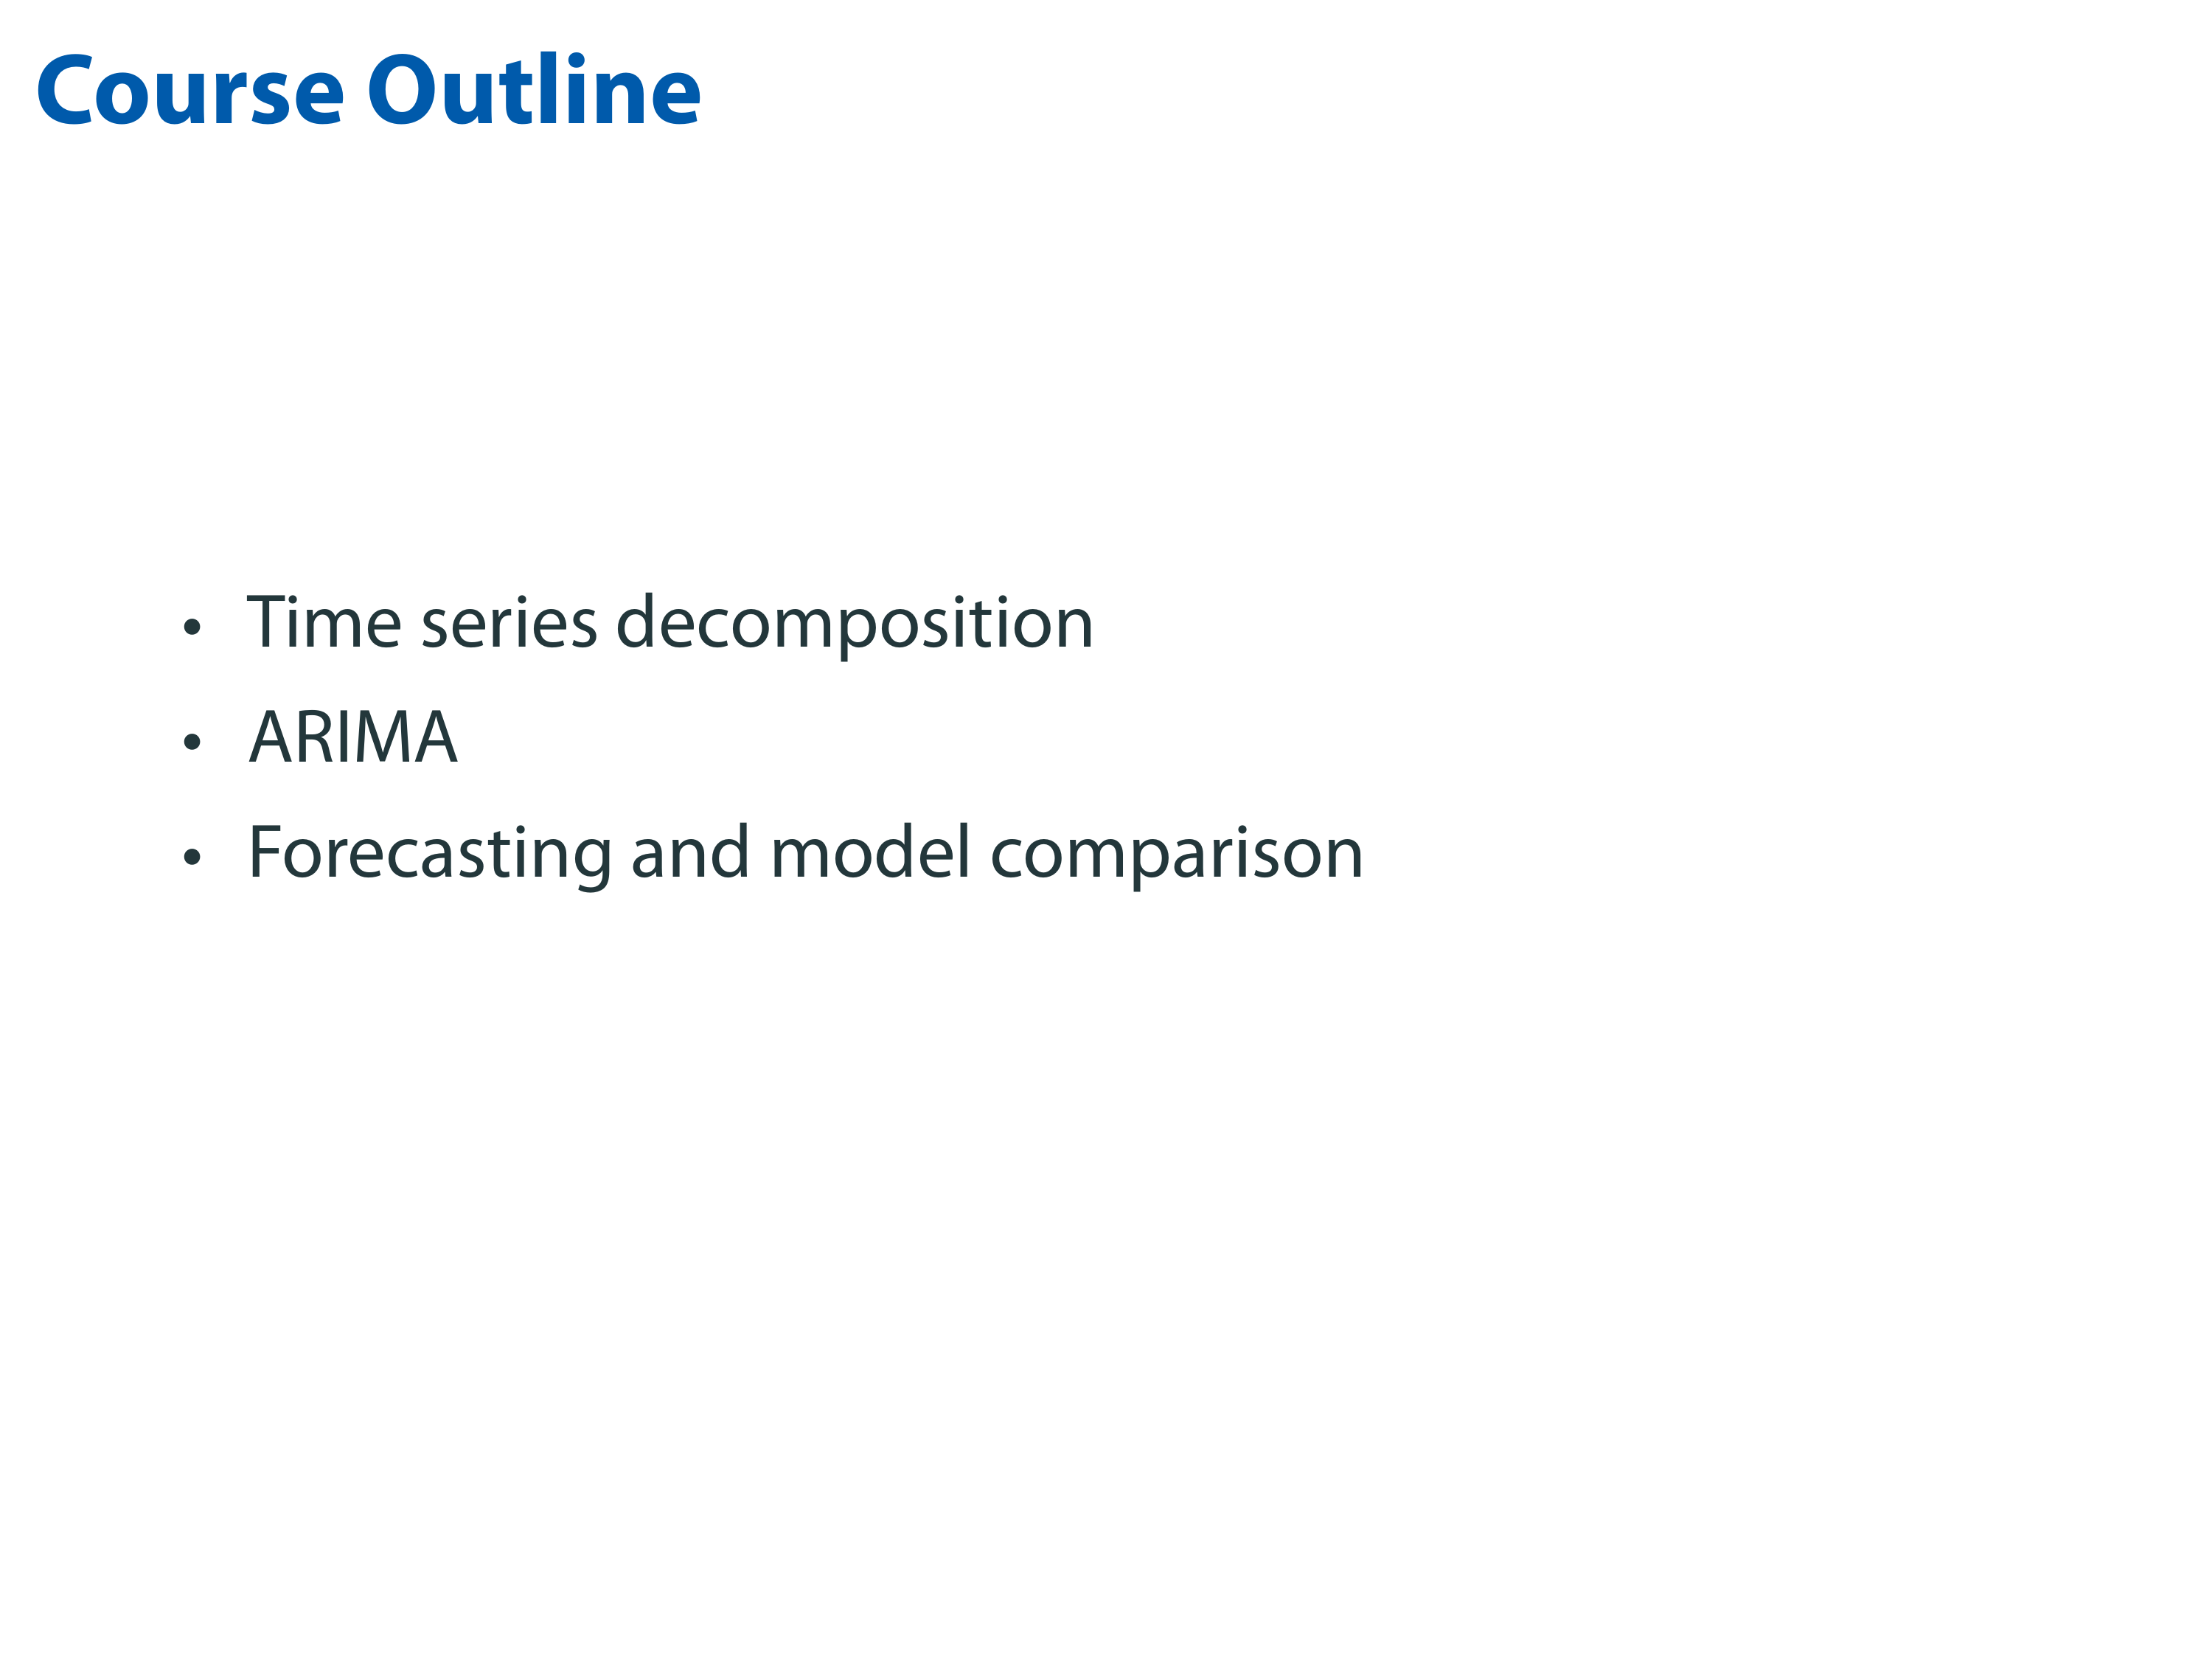 Course Outline
• Time series decomposition
• ARIMA
• Forecasting and model comparison